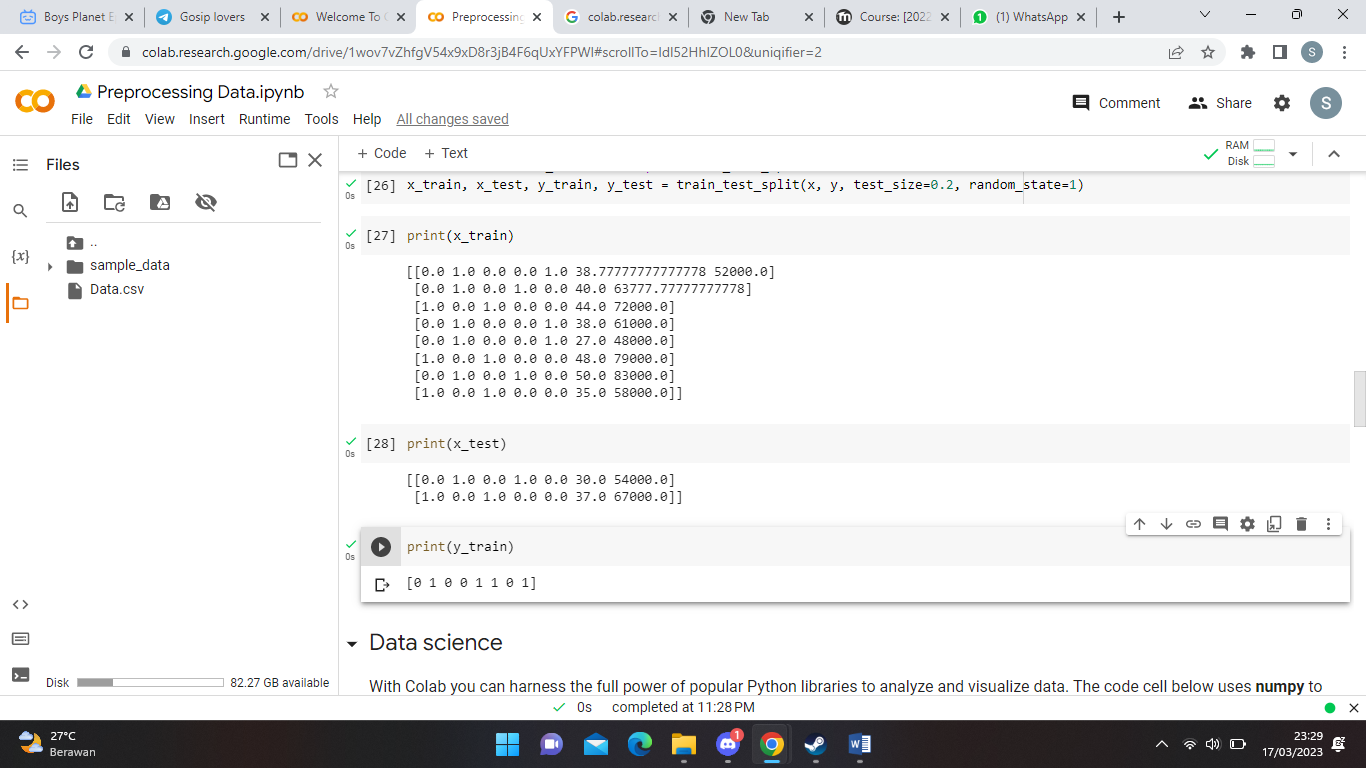 Boys Planet E
Gosip lovers
Welcome To C
Preprocessing
colab.research
New Tab
Course: [2022
(1) WhatsApp
colab.research.google.com/drive/1wov7vZhfgV54x9xD8r3jB4F6qUxYFPWl#scrollTo=ldI52HhIZOL0&uniqifier=2
S
Preprocessing Data.ipynb
File Edit View Insert Runtime Tools Help All changes saved
Comment Share S
Files
+ Code + Text
RAM
Disk
..
sample_data
Data.csv
{x}
[26] x_train, x_test, y_train, y_test = train_test_split(x, y, test_size=0.2, random_state=1)
0s
[27] print(x_train)
0s
[[0.0 1.0 0.0 0.0 1.0 38.77777777777778 52000.0]
[0.0 1.0 0.0 1.0 0.0 40.0 63777.77777777778]
[1.0 0.0 1.0 0.0 0.0 44.0 72000.0]
[0.0 1.0 0.0 0.0 1.0 38.0 61000.0]
[0.0 1.0 0.0 0.0 1.0 27.0 48000.0]
[1.0 0.0 1.0 0.0 0.0 48.0 79000.0]
[0.0 1.0 0.0 1.0 0.0 50.0 83000.0]
[1.0 0.0 1.0 0.0 0.0 35.0 58000.0]]
[28] print(x_test)
0s
[[0.0 1.0 0.0 1.0 0.0 30.0 54000.0]
[1.0 0.0 1.0 0.0 0.0 37.0 67000.0]]
print(y_train)
0s
[0 1 0 0 1 1 0 1]
Data science
With Colab you can harness the full power of popular Python libraries to analyze and visualize data. The code cell below uses numpy to
Disk 82.27 GB available
0s completed at 11:28 PM
27°C
Berawan
1
23:29
17/03/2023